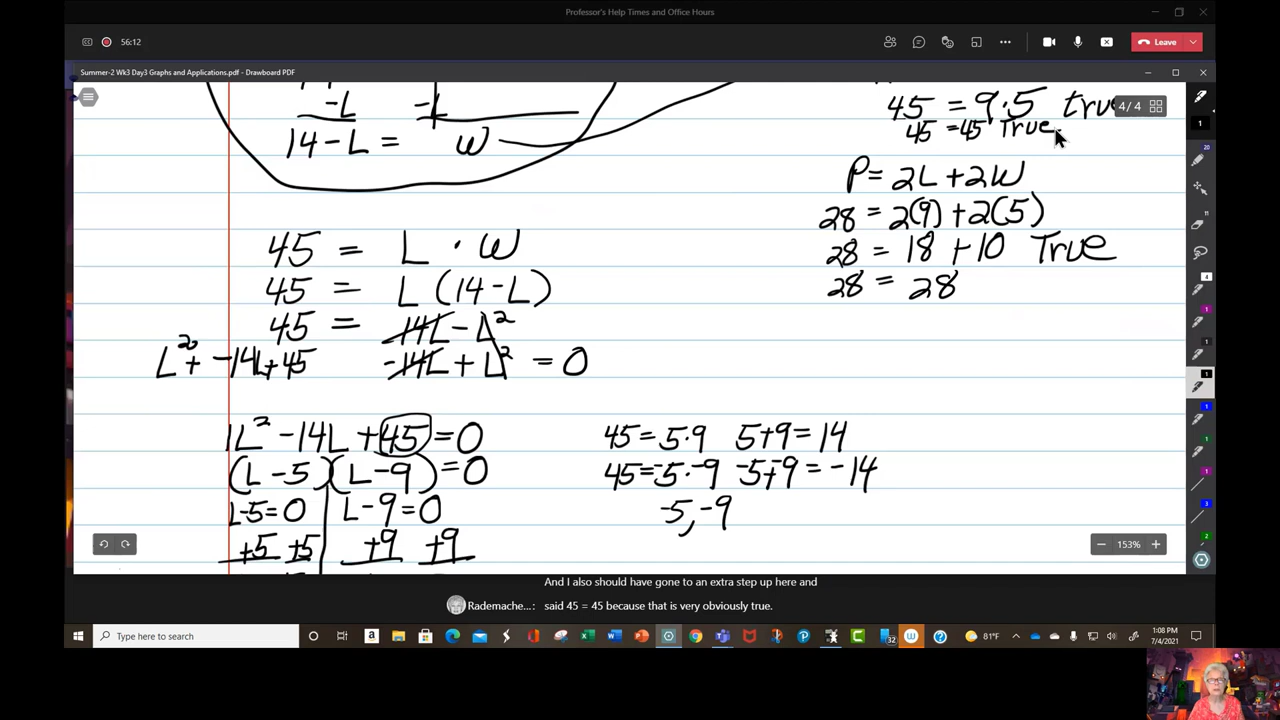 Professor's Help Times and Office Hours
56:12
Leave
Summer-2 Wk3 Day3 Graphs and Applications.pdf - Drawboard PDF
4/4
-L -L
14-L = W
45 = L · W
45 = L (14-L)
45 = 14L - L²
-14L + L² = 0
1L² -14L +45 =0
(L-5)(L-9)=0
L-5=0 L-9=0
+5 +5 +9 +9
45 = 9·5 true
45 =45 True
P= 2L +2W
28 = 2(9) +2(5)
28 = 18 +10 True
28 = 28
45=5·9 5+9=14
45=-5·-9 -5+-9=-14
-5,-9
153%
And I also should have gone to an extra step up here and
Rademache...: said 45 = 45 because that is very obviously true.
Type here to search
81°F
1:08 PM
7/4/2021